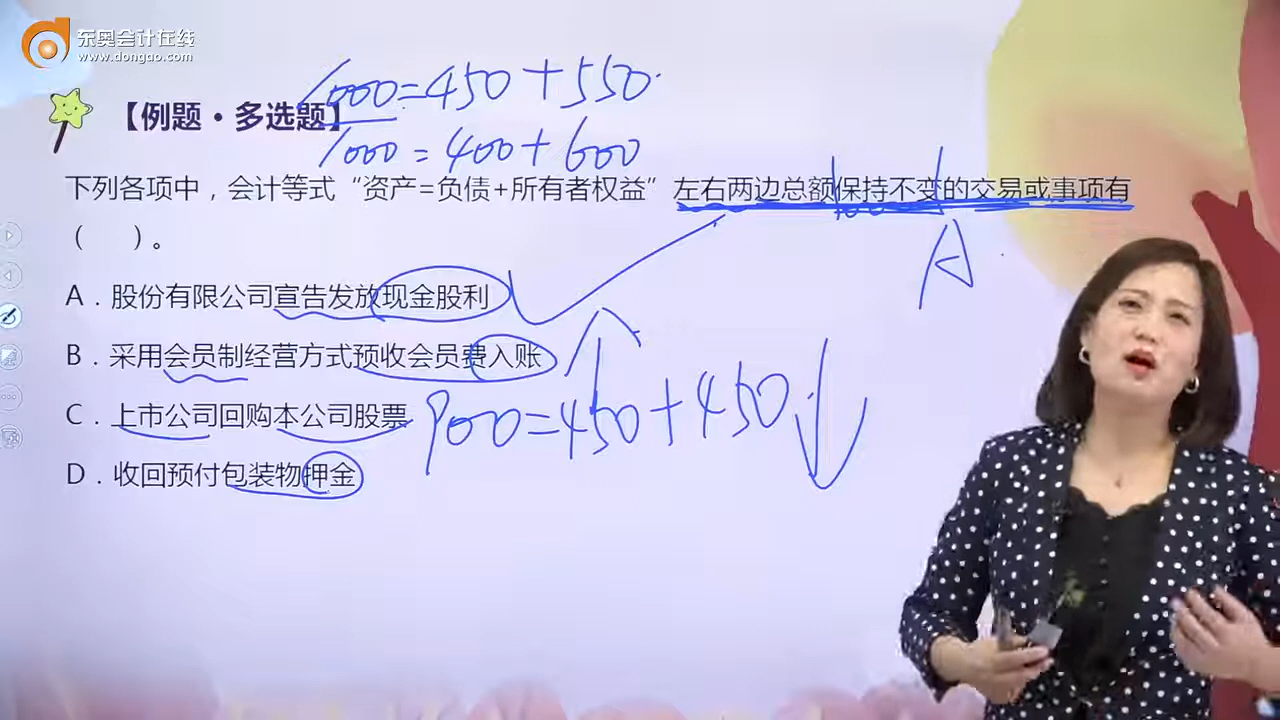 东奥会计在线
www.dongao.com
1000=450+550
【例题·多选题】
1000=400+600
下列各项中，会计等式“资产=负债+所有者权益”左右两边总额保持不变的交易或事项有
（　　）。
A
A．股份有限公司宣告发放现金股利
B．采用会员制经营方式预收会员费入账
C．上市公司回购本公司股票
900=450+450
D．收回预付包装物押金